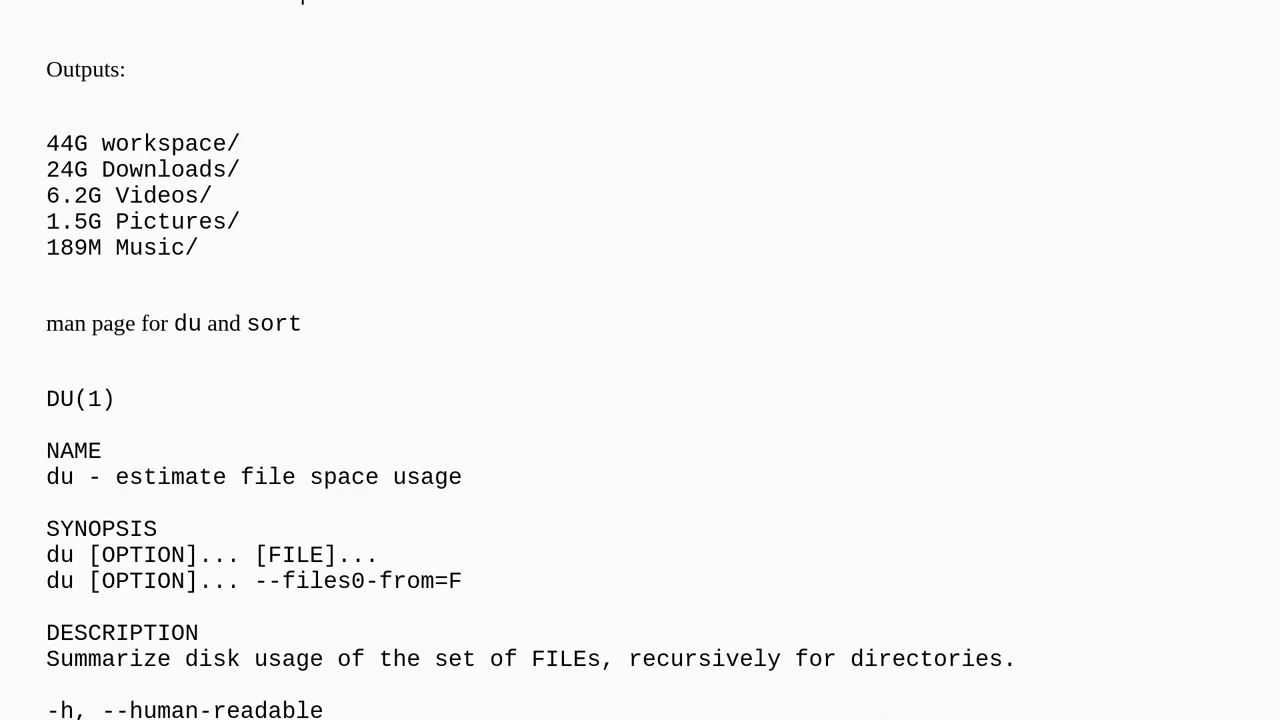 Outputs:
44G workspace/
24G Downloads/
6.2G Videos/
1.5G Pictures/
189M Music/
man page for du and sort
DU(1)
NAME
du - estimate file space usage
SYNOPSIS
du [OPTION]... [FILE]...
du [OPTION]... --files0-from=F
DESCRIPTION
Summarize disk usage of the set of FILEs, recursively for directories.
-h, --human-readable